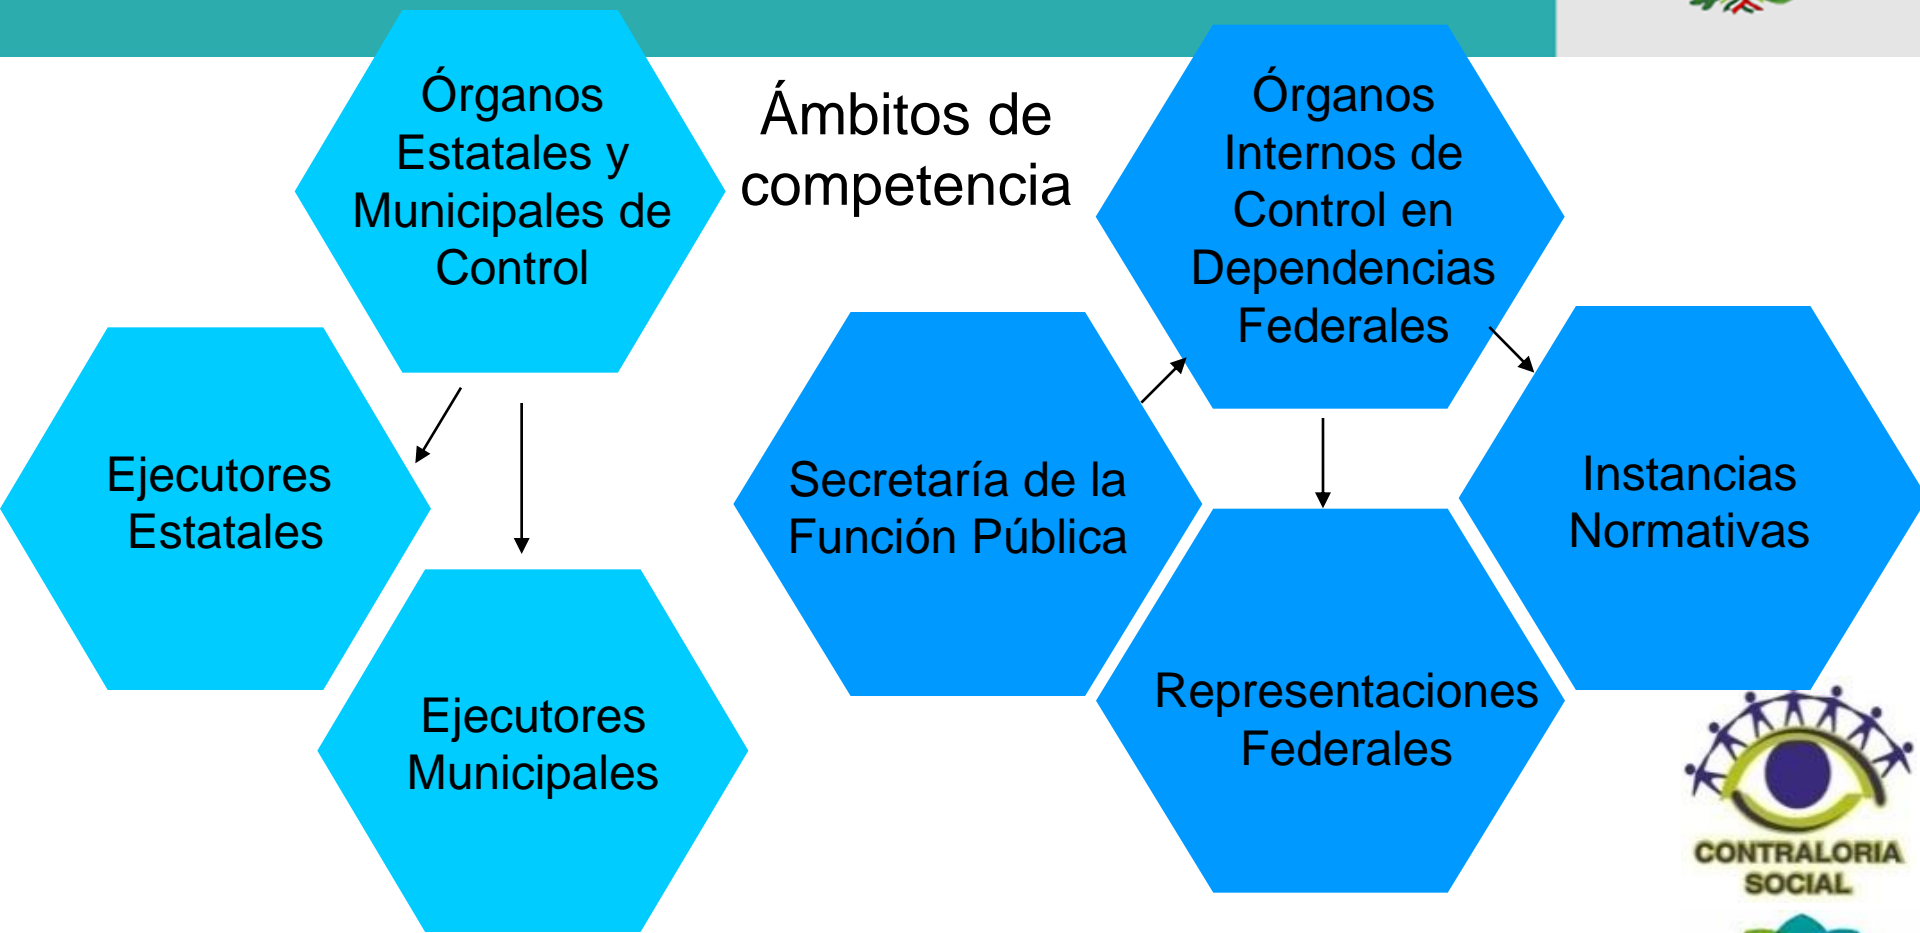 Órganos
Estatales y
Municipales de
Control
Ámbitos de
competencia
Órganos
Internos de
Control en
Dependencias
Federales
Ejecutores
Estatales
Ejecutores
Municipales
Secretaría de la
Función Pública
Representaciones
Federales
Instancias
Normativas
CONTRALORIA
SOCIAL